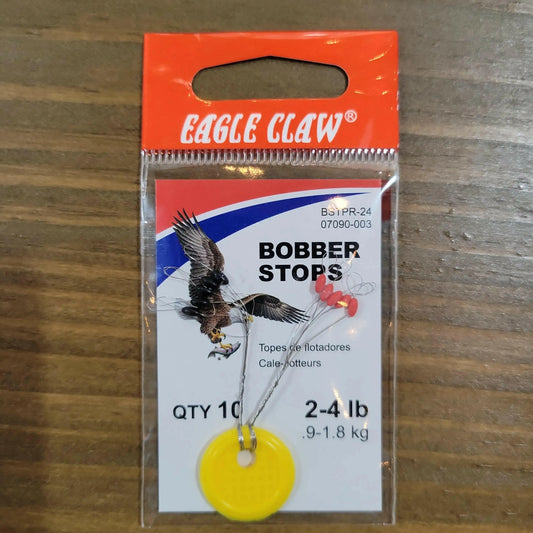 EAGLE CLAW®
BSTPR-24
07090-003
BOBBER
STOPS
Topes de flotadores
Cale-flotteurs
QTY 10
2-4 lb
.9-1.8 kg